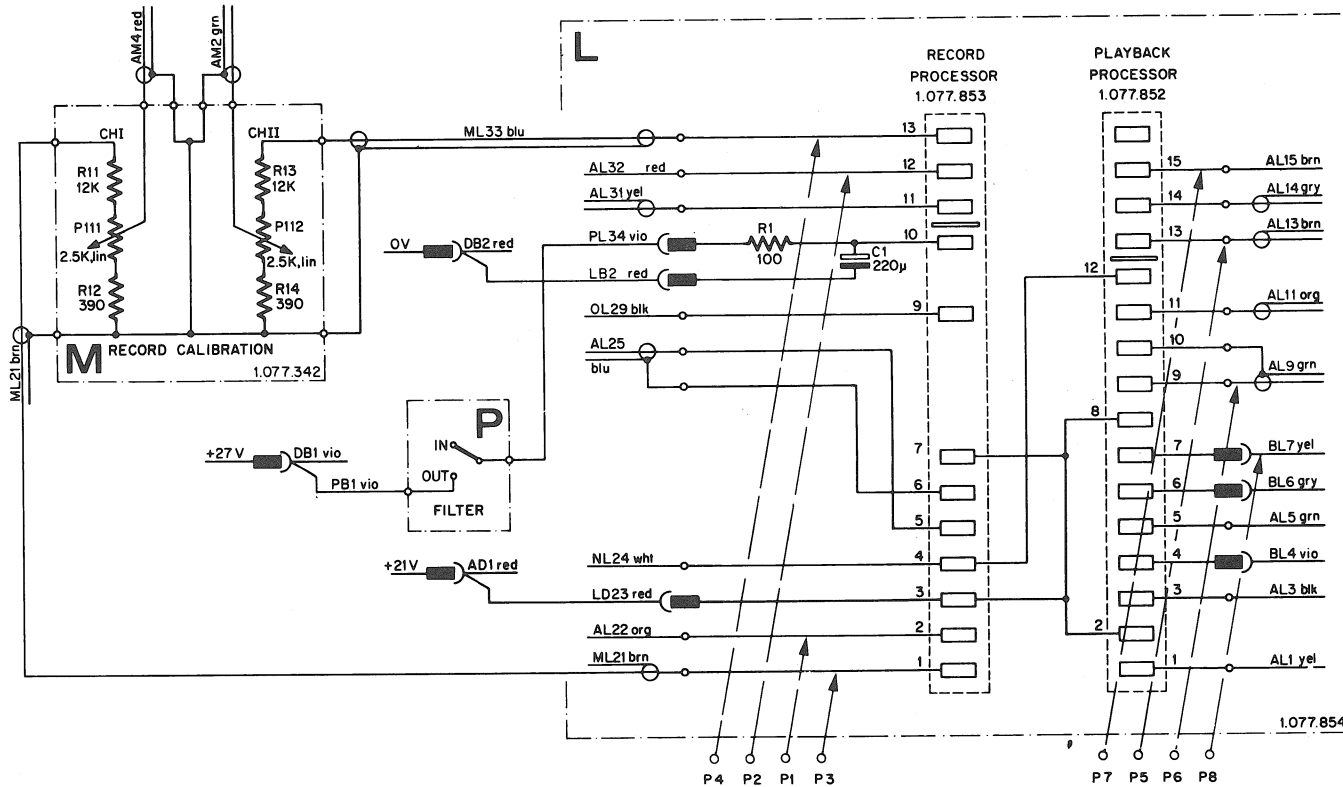 AM4 red
AM2 grn
L
RECORD
PROCESSOR
1.077.853
PLAYBACK
PROCESSOR
1.077.852
CHI
CHII
R11
12K
R13
12K
P111
2.5K,lin
P112
2.5K,lin
R12
390
R14
390
M RECORD CALIBRATION
1.077.342
ML21 brn
ML33 blu
13
AL32 red
12
AL31 yel
11
PL34 vio
R1
100
10
C1
220µ
0V
DB2 red
LB2 red
OL29 blk
9
AL25
blu
7
6
5
+27V
DB1 vio
PB1 vio
P
IN
OUT
FILTER
NL24 wht
4
+21V
AD1 red
LD23 red
3
AL22 org
2
ML21 brn
1
15
AL15 brn
14
AL14 gry
13
AL13 brn
12
11
AL11 org
10
9
AL9 grn
8
7
BL7 yel
6
BL6 gry
5
AL5 grn
4
BL4 vio
3
AL3 blk
2
1
AL1 yel
1.077.854
P4
P2
P1
P3
P7
P5
P6
P8